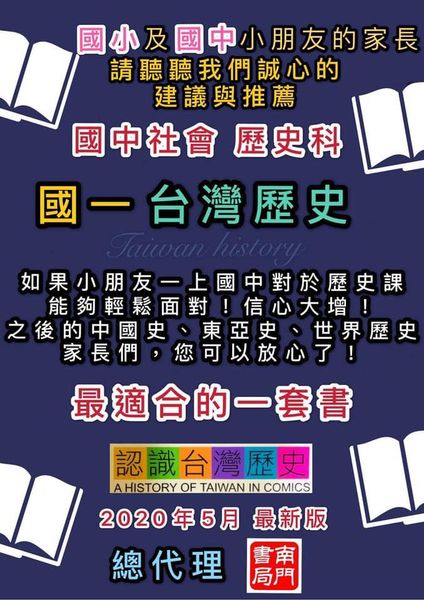 國小及國中小朋友的家長
請聽聽我們誠心的
建議與推薦
國中社會 歷史科
國一台灣歷史
Taiwan history
如果小朋友一上國中對於歷史課
能夠輕鬆面對！信心大增！
之後的中國史、東亞史、世界歷史
家長們，您可以放心了！
最適合的一套書
認識台灣歷史
A HISTORY OF TAIWAN IN COMICS
2020年5月 最新版
總代理 南門書局